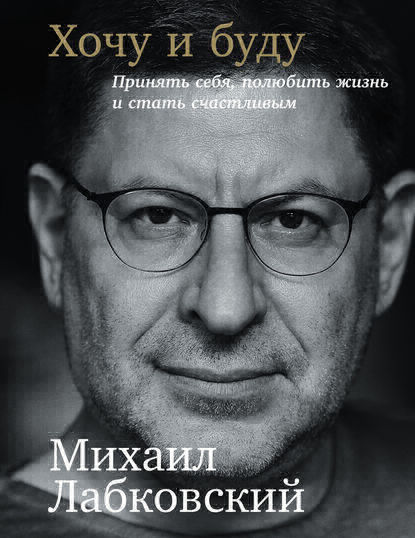 Хочу и буду
Принять себя, полюбить жизнь
и стать счастливым
Михаил
Лабковский